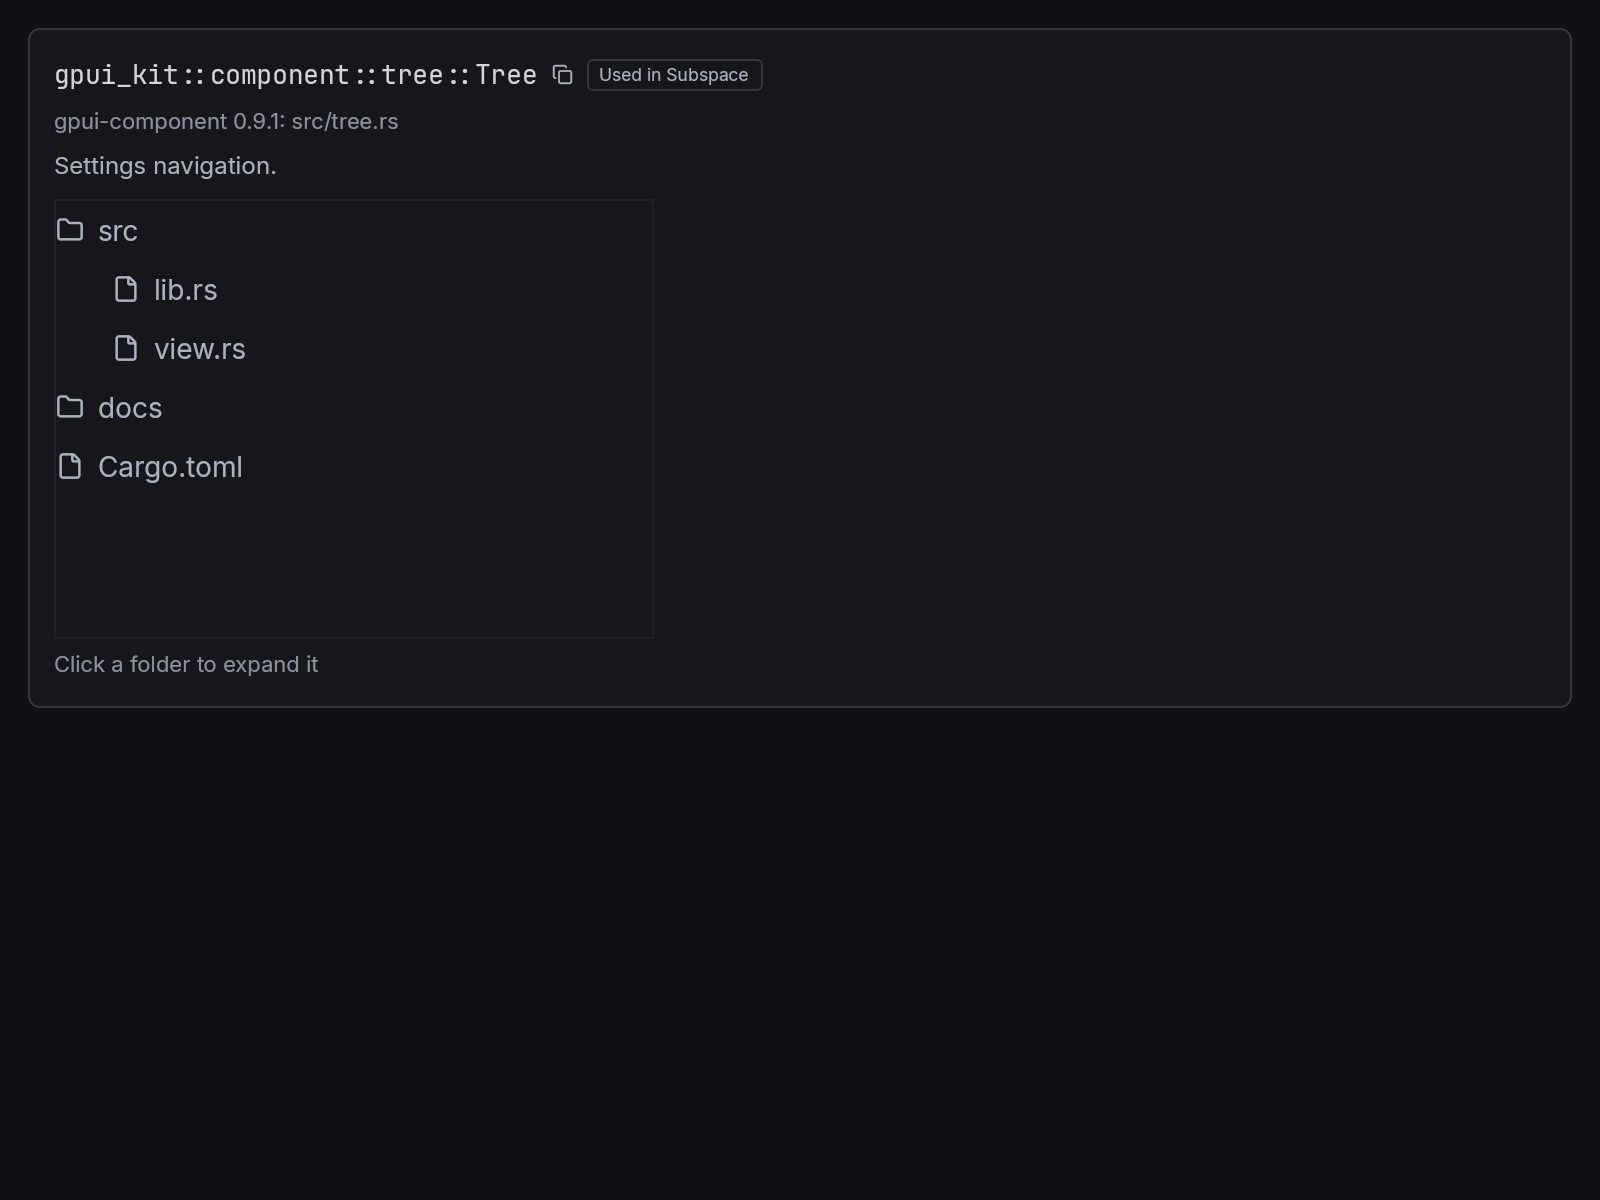 gpui_kit::component::tree::Tree Used in Subspace
gpui-component 0.9.1: src/tree.rs
Settings navigation.
src
lib.rs
view.rs
docs
Cargo.toml
Click a folder to expand it